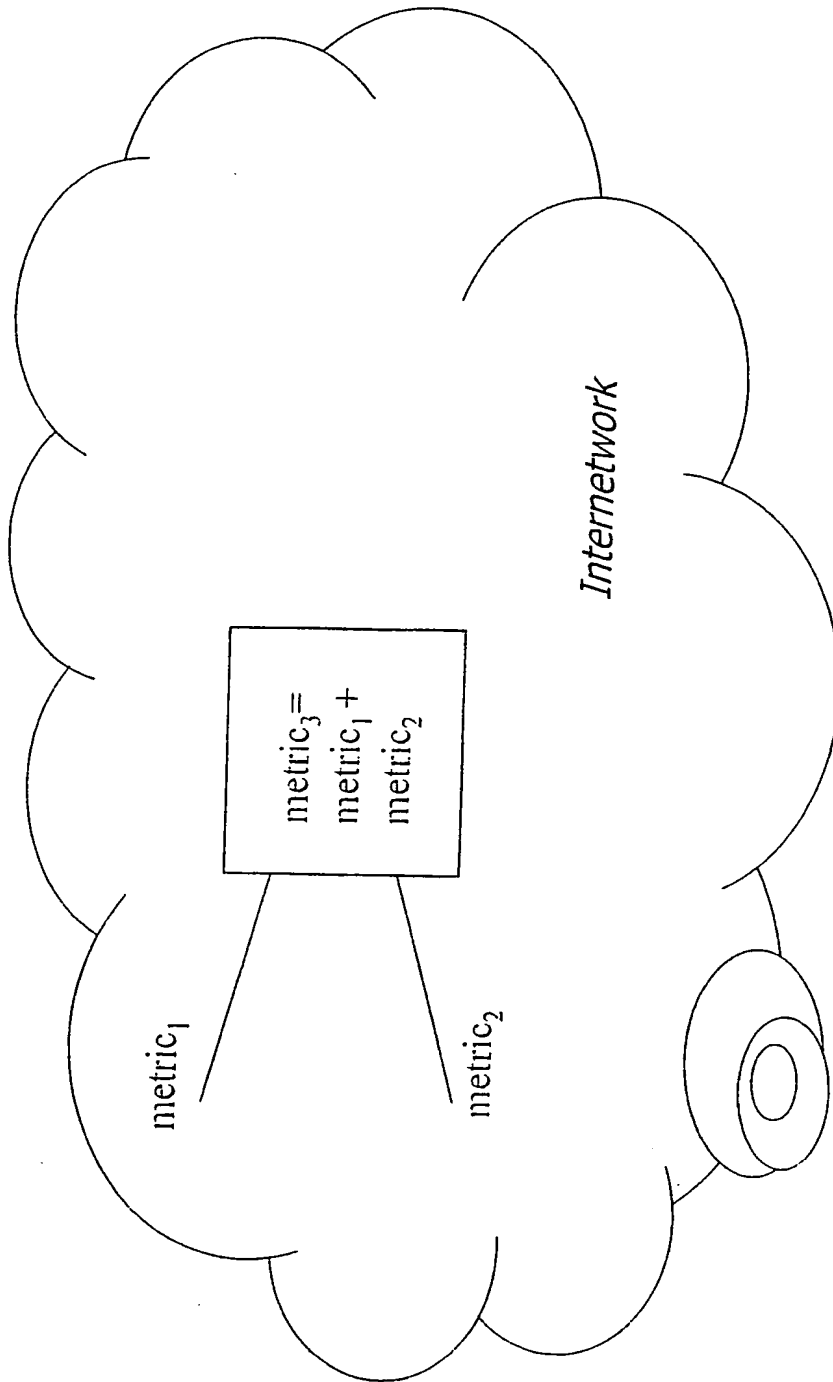 metric₁
metric₃=
metric₁ +
metric₂
metric₂
Internetwork